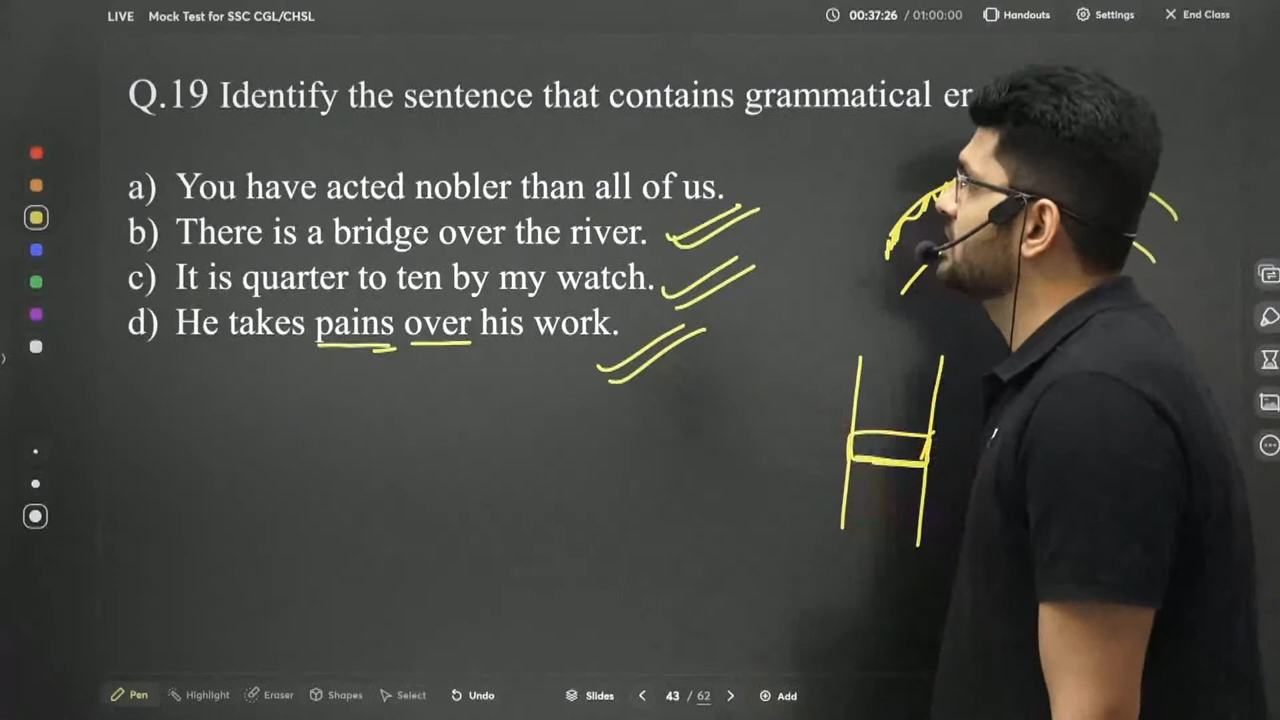 LIVE Mock Test for SSC CGL/CHSL 00:37:26 / 01:00:00 Handouts Settings End Class
Q.19 Identify the sentence that contains grammatical er
a) You have acted nobler than all of us.
b) There is a bridge over the river.
c) It is quarter to ten by my watch.
d) He takes pains over his work.
Pen Highlight Eraser Shapes Select Undo Slides 43 / 62 Add